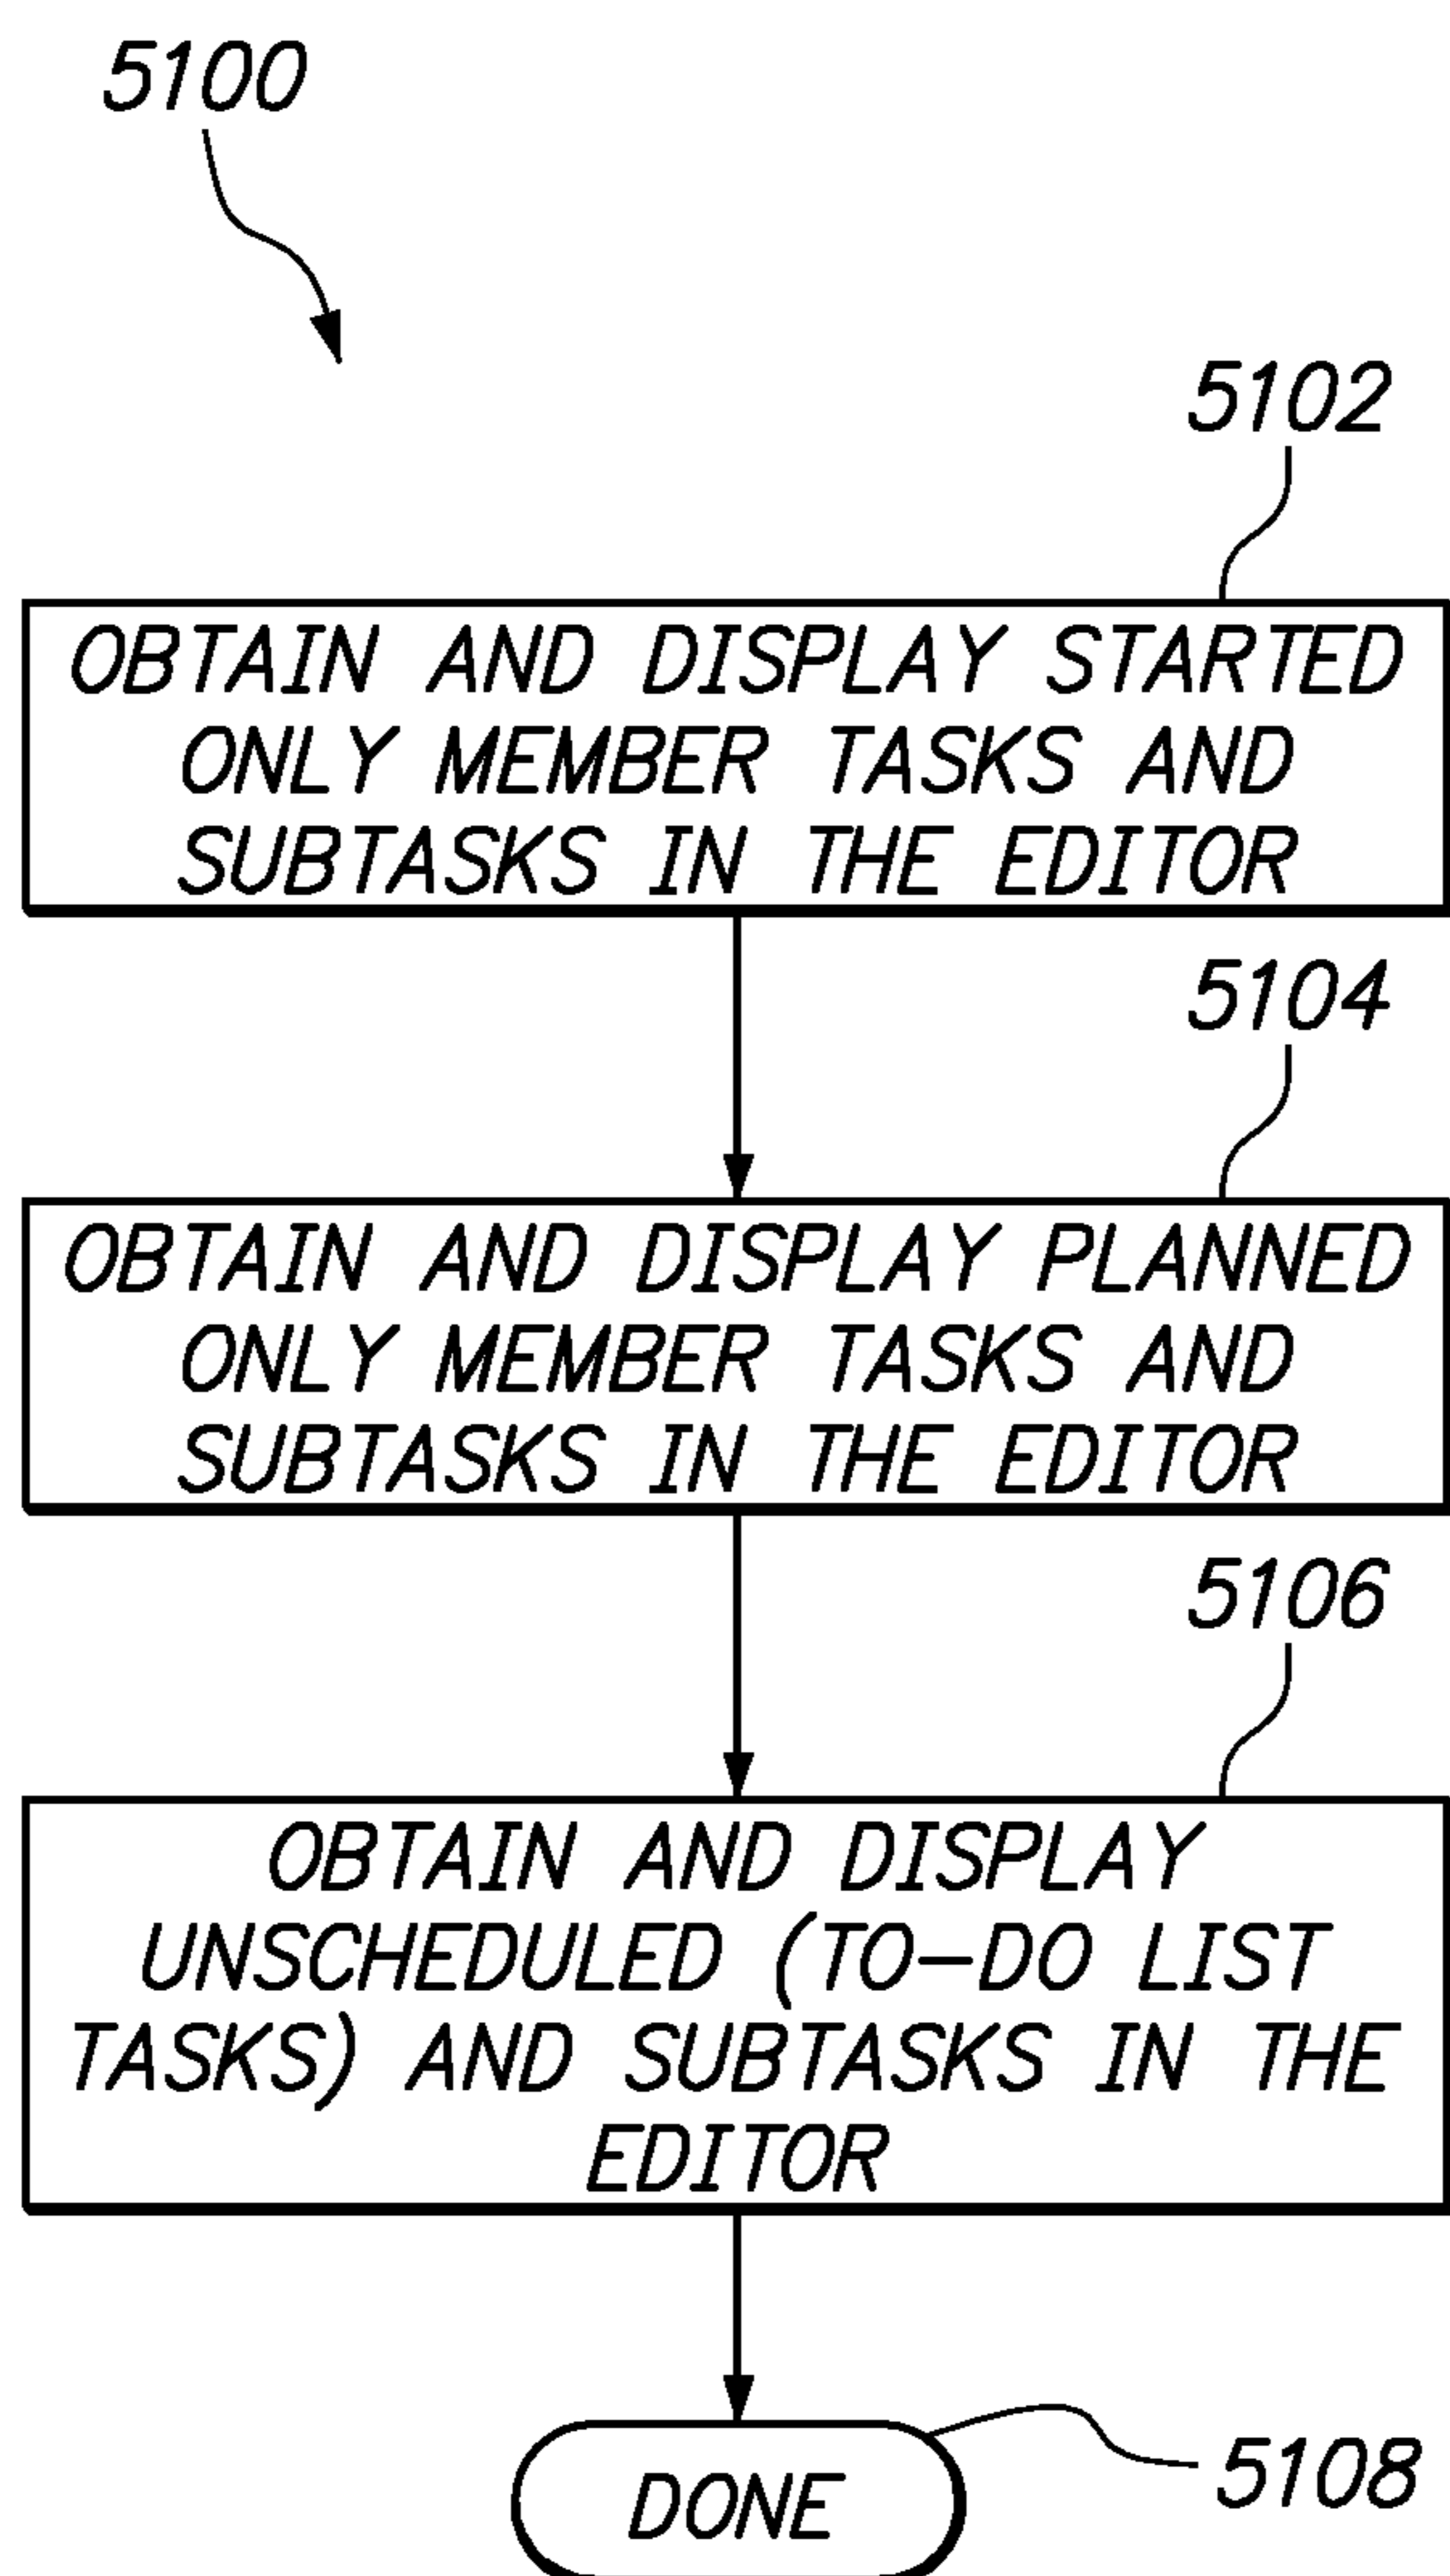 5100
5102
OBTAIN AND DISPLAY STARTED
ONLY MEMBER TASKS AND
SUBTASKS IN THE EDITOR
5104
OBTAIN AND DISPLAY PLANNED
ONLY MEMBER TASKS AND
SUBTASKS IN THE EDITOR
5106
OBTAIN AND DISPLAY
UNSCHEDULED (TO-DO LIST
TASKS) AND SUBTASKS IN THE
EDITOR
DONE
5108